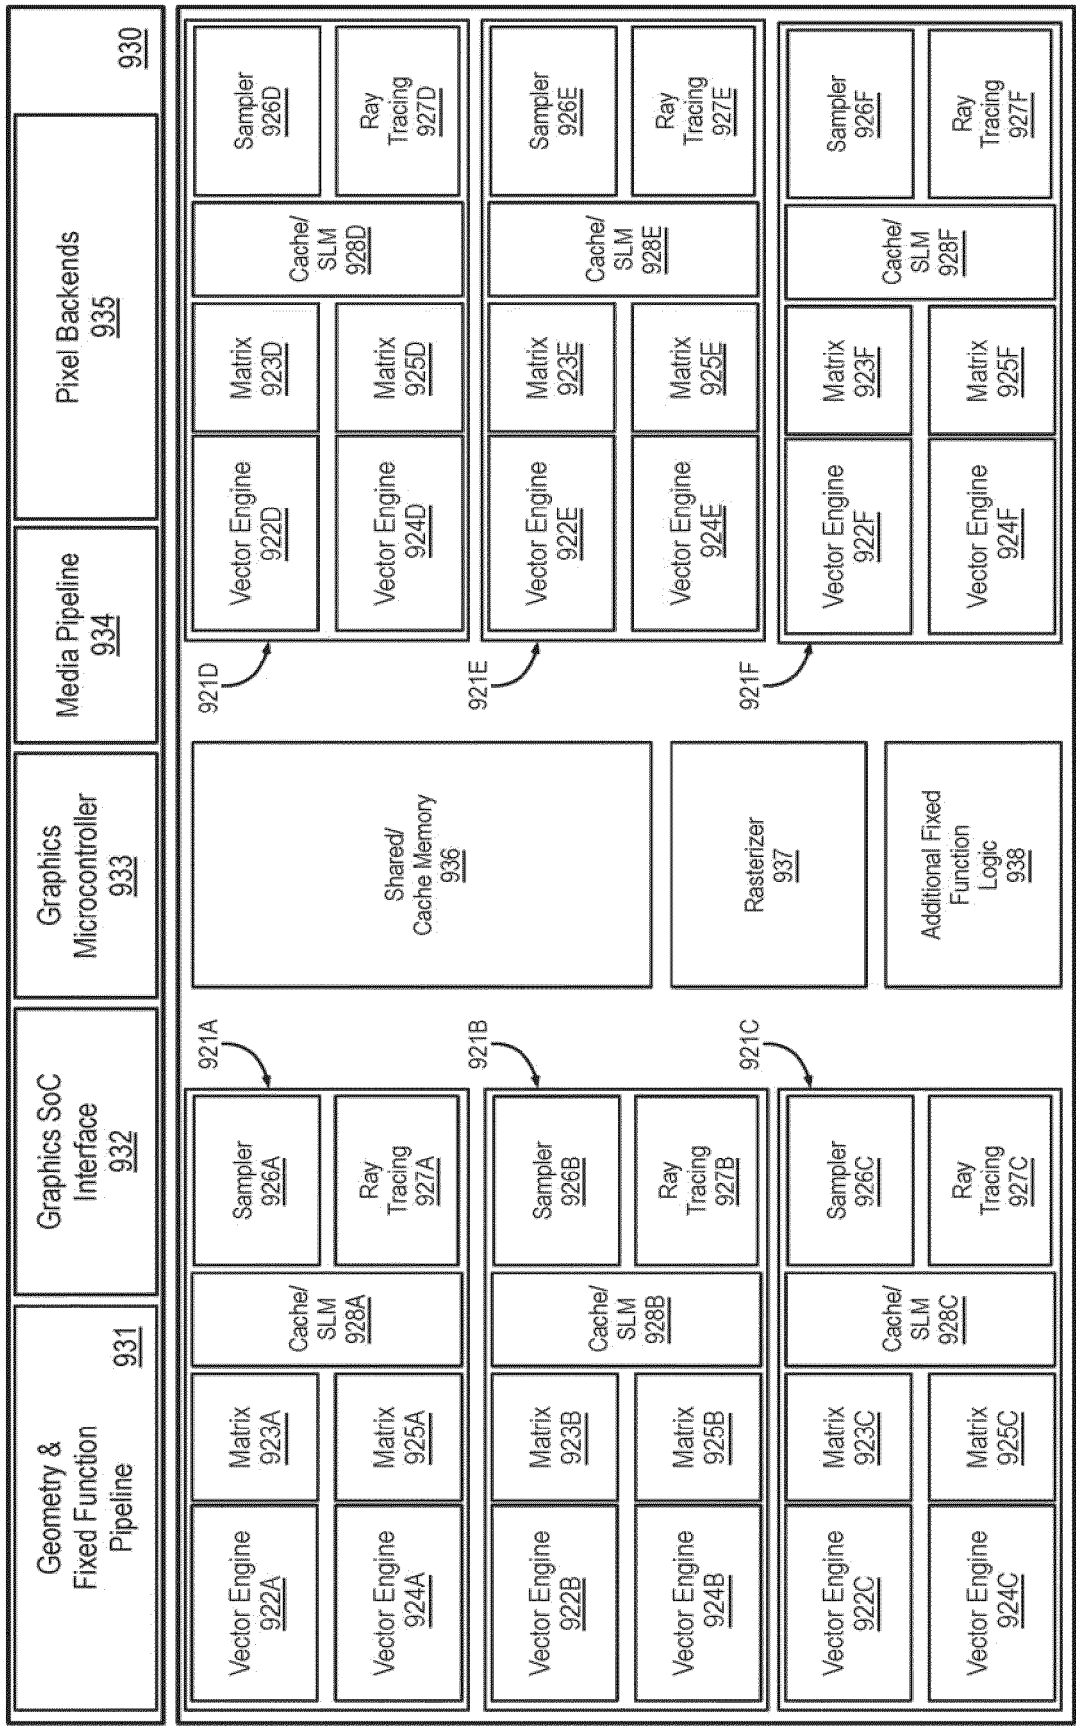 930
Geometry &
Fixed Function
Pipeline
931
Graphics SoC
Interface
932
Graphics
Microcontroller
933
Media Pipeline
934
Pixel Backends
935
921A
Vector Engine
922A
Matrix
923A
Cache/
SLM
928A
Sampler
926A
Vector Engine
924A
Matrix
925A
Ray
Tracing
927A
921B
Vector Engine
922B
Matrix
923B
Cache/
SLM
928B
Sampler
926B
Vector Engine
924B
Matrix
925B
Ray
Tracing
927B
921C
Vector Engine
922C
Matrix
923C
Cache/
SLM
928C
Sampler
926C
Vector Engine
924C
Matrix
925C
Ray
Tracing
927C
Shared/
Cache Memory
936
Rasterizer
937
Additional Fixed
Function
Logic
938
921D
Vector Engine
922D
Matrix
923D
Cache/
SLM
928D
Sampler
926D
Vector Engine
924D
Matrix
925D
Ray
Tracing
927D
921E
Vector Engine
922E
Matrix
923E
Cache/
SLM
928E
Sampler
926E
Vector Engine
924E
Matrix
925E
Ray
Tracing
927E
921F
Vector Engine
922F
Matrix
923F
Cache/
SLM
928F
Sampler
926F
Vector Engine
924F
Matrix
925F
Ray
Tracing
927F